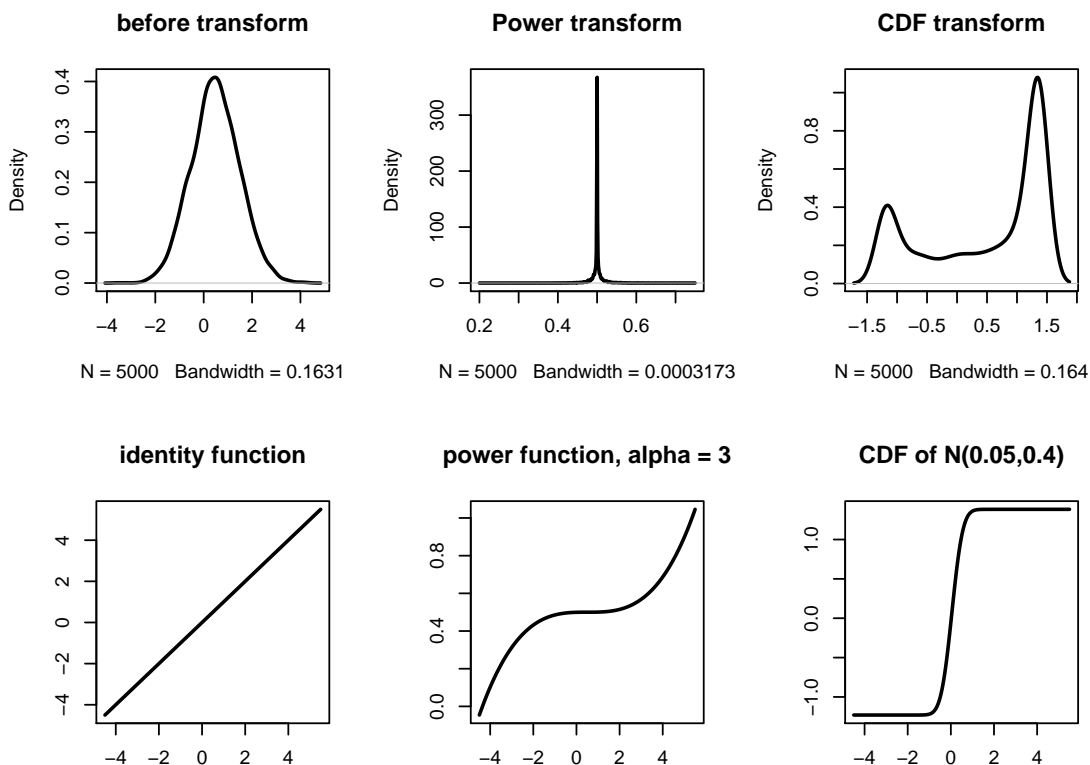 before transform
Power transform
CDF transform
Density
0.0 0.1 0.2 0.3 0.4
−4 −2 0 2 4
N = 5000 Bandwidth = 0.1631
Density
0 100 200 300
0.2 0.4 0.6
N = 5000 Bandwidth = 0.0003173
Density
0.0 0.4 0.8
−1.5 −0.5 0.5 1.5
N = 5000 Bandwidth = 0.164
identity function
power function, alpha = 3
CDF of N(0.05,0.4)
−4 −2 0 2 4
−4 −2 0 2 4
0.0 0.4 0.8
−4 −2 0 2 4
−1.0 0.0 1.0
−4 −2 0 2 4